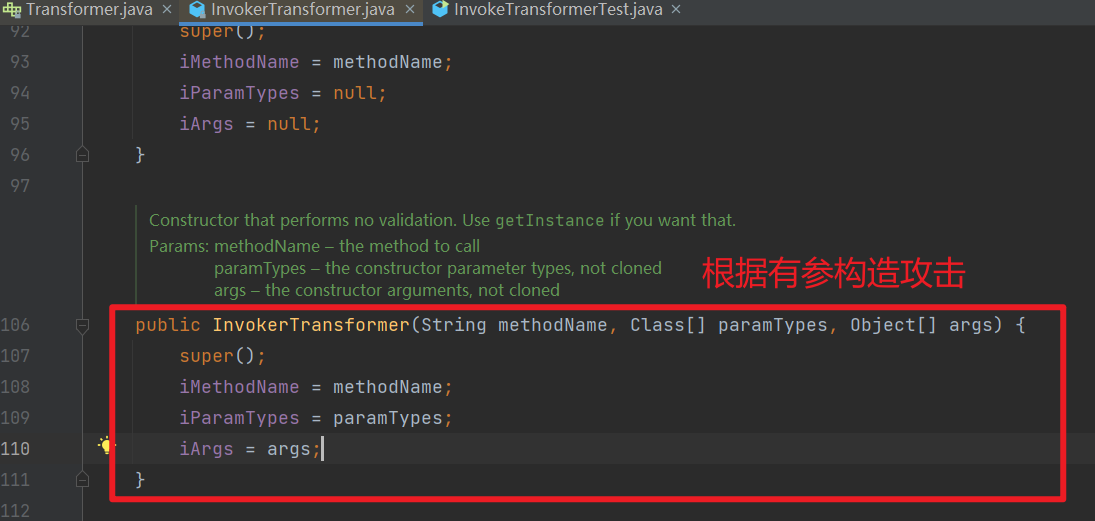 Transformer.java × InvokerTransformer.java × InvokeTransformerTest.java ×
92 super();
93 iMethodName = methodName;
94 iParamTypes = null;
95 iArgs = null;
96 }
97
Constructor that performs no validation. Use getInstance if you want that.
Params: methodName – the method to call
paramTypes – the constructor parameter types, not cloned
args – the constructor arguments, not cloned
根据有参构造攻击
106 public InvokerTransformer(String methodName, Class[] paramTypes, Object[] args) {
107 super();
108 iMethodName = methodName;
109 iParamTypes = paramTypes;
110 iArgs = args;
111 }
112